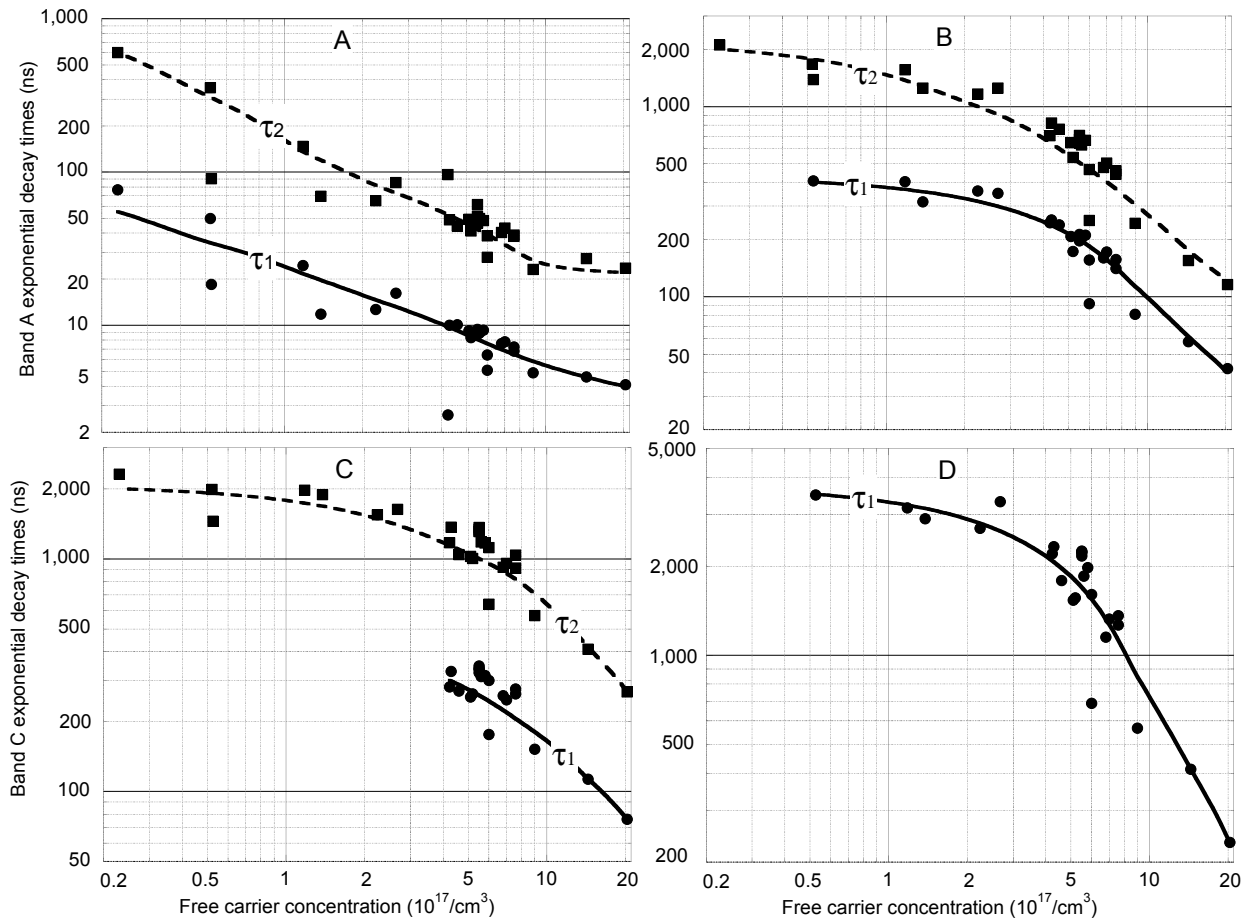 A
Band A exponential decay times (ns)
1,000
500
200
100
50
20
10
5
2
τ2
τ1
B
2,000
1,000
500
200
100
50
20
τ2
τ1
C
Band C exponential decay times (ns)
2,000
1,000
500
200
100
50
τ2
τ1
0.2 0.5 1 2 5 10 20
Free carrier concentration (10^17/cm^3)
D
5,000
2,000
1,000
500
200
τ1
0.2 0.5 1 2 5 10 20
Free carrier concentration (10^17/cm^3)